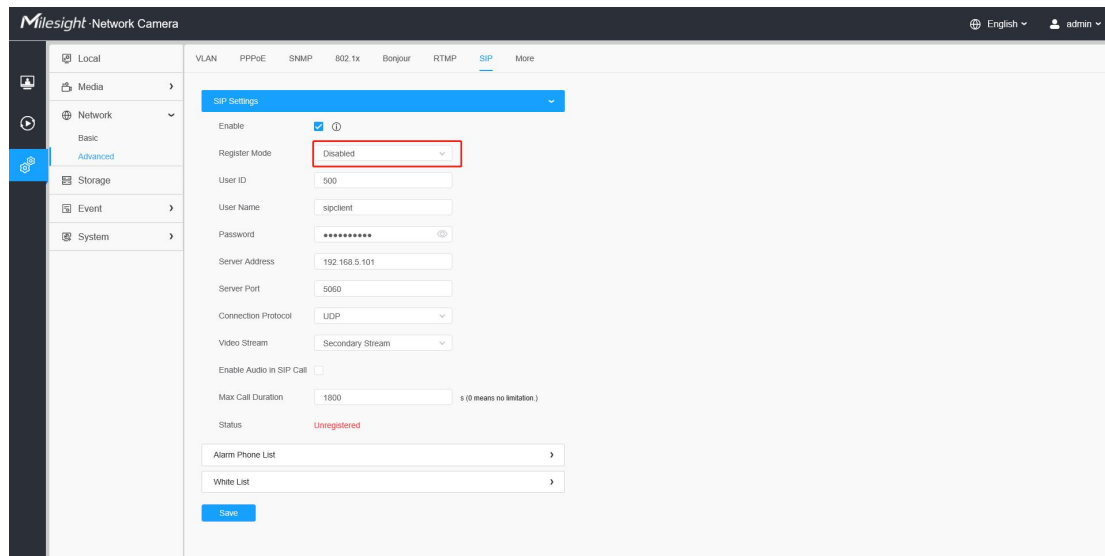 Milesight · Network Camera
English
admin
Local
Media
Network
Basic
Advanced
Storage
Event
System
VLAN PPPoE SNMP 802.1x Bonjour RTMP SIP More
SIP Settings
Enable
Register Mode Disabled
User ID 500
User Name sipclient
Password ••••••••••
Server Address 192.168.5.101
Server Port 5060
Connection Protocol UDP
Video Stream Secondary Stream
Enable Audio in SIP Call
Max Call Duration 1800 s (0 means no limitation.)
Status Unregistered
Alarm Phone List
White List
Save